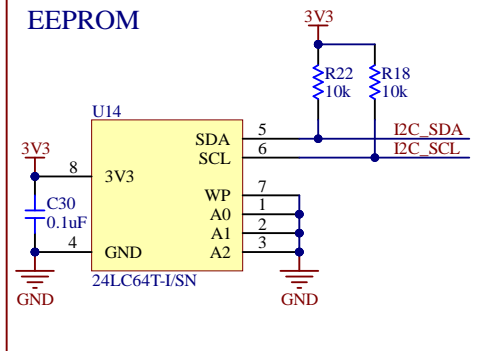 EEPROM
3V3
R22
10k
R18
10k
U14
SDA 5 I2C_SDA
SCL 6 I2C_SCL
3V3
8 3V3
WP 7
C30
0.1uF
A0 1
A1 2
4 GND
A2 3
24LC64T-I/SN
GND
GND